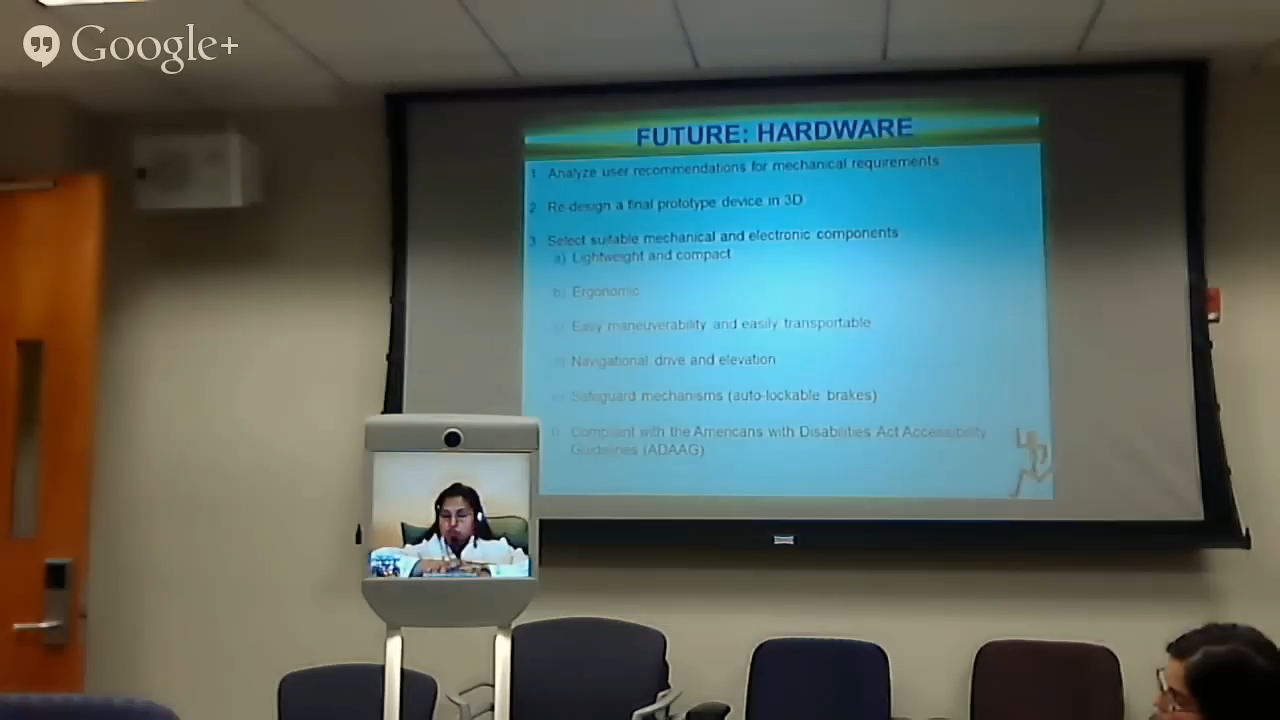 Google+
FUTURE: HARDWARE
1. Analyze user recommendations for mechanical requirements
2. Re-design a final prototype device in 3D
3. Select suitable mechanical and electronic components
a) Lightweight and compact
b) Ergonomic
Easy maneuverability and easily transportable
Navigational drive and elevation
Safeguard mechanisms (auto-lockable brakes)
Compliant with the Americans with Disabilities Act Accessibility
Guidelines (ADAAG)